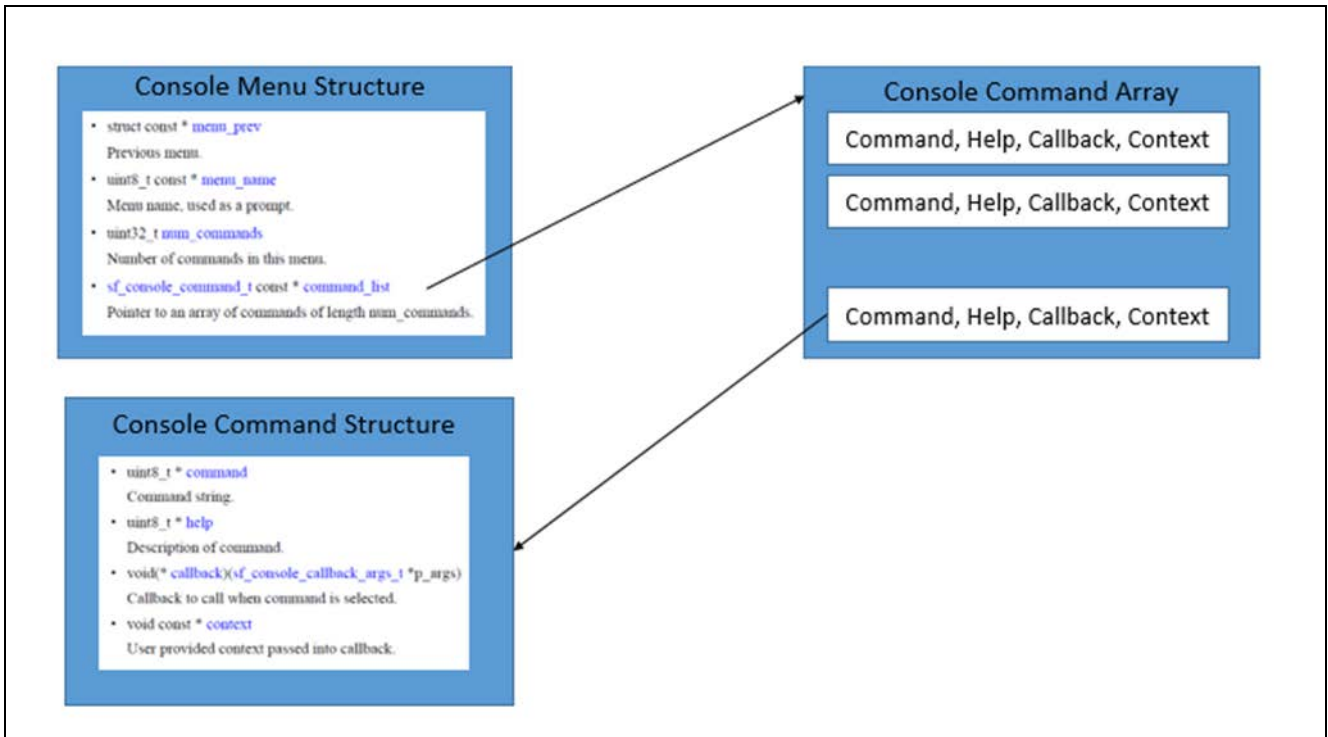 Console Menu Structure
• struct const * menu_prev
Previous menu.
• uint8_t const * menu_name
Menu name, used as a prompt.
• uint32_t num_commands
Number of commands in this menu.
• sf_console_command_t const * command_list
Pointer to an array of commands of length num_commands.
Console Command Array
Command, Help, Callback, Context
Command, Help, Callback, Context
Command, Help, Callback, Context
Console Command Structure
• uint8_t * command
Command string.
• uint8_t * help
Description of command.
• void(* callback)(sf_console_callback_args_t *p_args)
Callback to call when command is selected.
• void const * context
User provided context passed into callback.